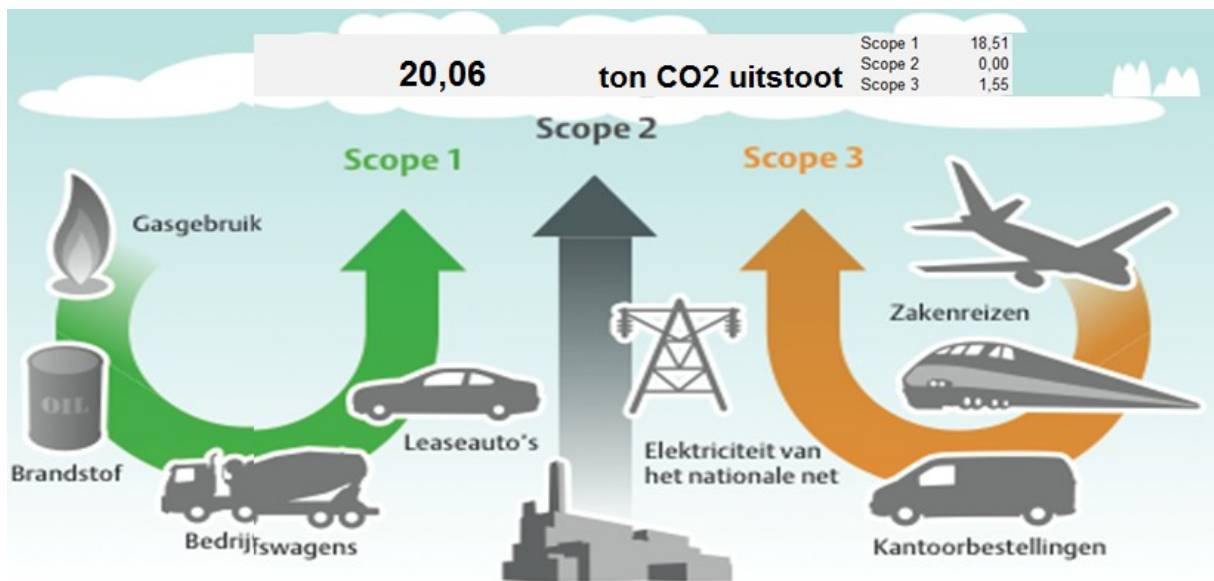 20,06 ton CO2 uitstoot
Scope 1 18,51
Scope 2 0,00
Scope 3 1,55
Scope 1
Scope 2
Scope 3
Gasgebruik
OIL
Brandstof
Bedrijfswagens
Leaseauto's
Elektriciteit van
het nationale net
Zakenreizen
Kantoorbestellingen